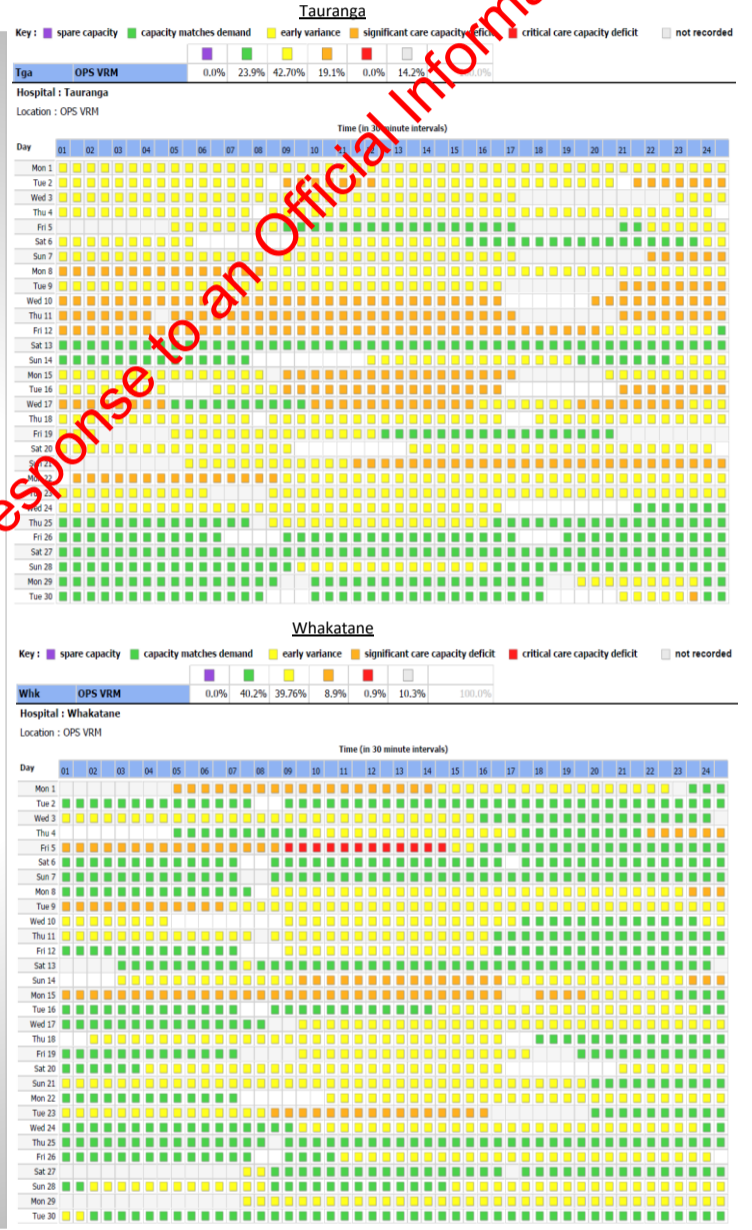 Tauranga
Key : spare capacity capacity matches demand early variance significant care capacity deficit critical care capacity deficit not recorded
Tga OPS VRM 0.0% 23.9% 42.70% 19.1% 0.0% 14.2%
Hospital : Tauranga
Location : OPS VRM
Time (in 30 minute intervals)
Day 01 02 03 04 05 06 07 08 09 10 11 12 13 14 15 16 17 18 19 20 21 22 23 24
Mon 1
Tue 2
Wed 3
Thu 4
Fri 5
Sat 6
Sun 7
Mon 8
Tue 9
Wed 10
Thu 11
Fri 12
Sat 13
Sun 14
Mon 15
Tue 16
Wed 17
Thu 18
Fri 19
Sat 20
Sun 21
Mon 22
Tue 23
Wed 24
Thu 25
Fri 26
Sat 27
Sun 28
Mon 29
Tue 30
esponse to an Official Informa
Whakatane
Key : spare capacity capacity matches demand early variance significant care capacity deficit critical care capacity deficit not recorded
Whk OPS VRM 0.0% 40.2% 39.76% 8.9% 0.9% 10.3% 100.0%
Hospital : Whakatane
Location : OPS VRM
Time (in 30 minute intervals)
Day 01 02 03 04 05 06 07 08 09 10 11 12 13 14 15 16 17 18 19 20 21 22 23 24
Mon 1
Tue 2
Wed 3
Thu 4
Fri 5
Sat 6
Sun 7
Mon 8
Tue 9
Wed 10
Thu 11
Fri 12
Sat 13
Sun 14
Mon 15
Tue 16
Wed 17
Thu 18
Fri 19
Sat 20
Sun 21
Mon 22
Tue 23
Wed 24
Thu 25
Fri 26
Sat 27
Sun 28
Mon 29
Tue 30